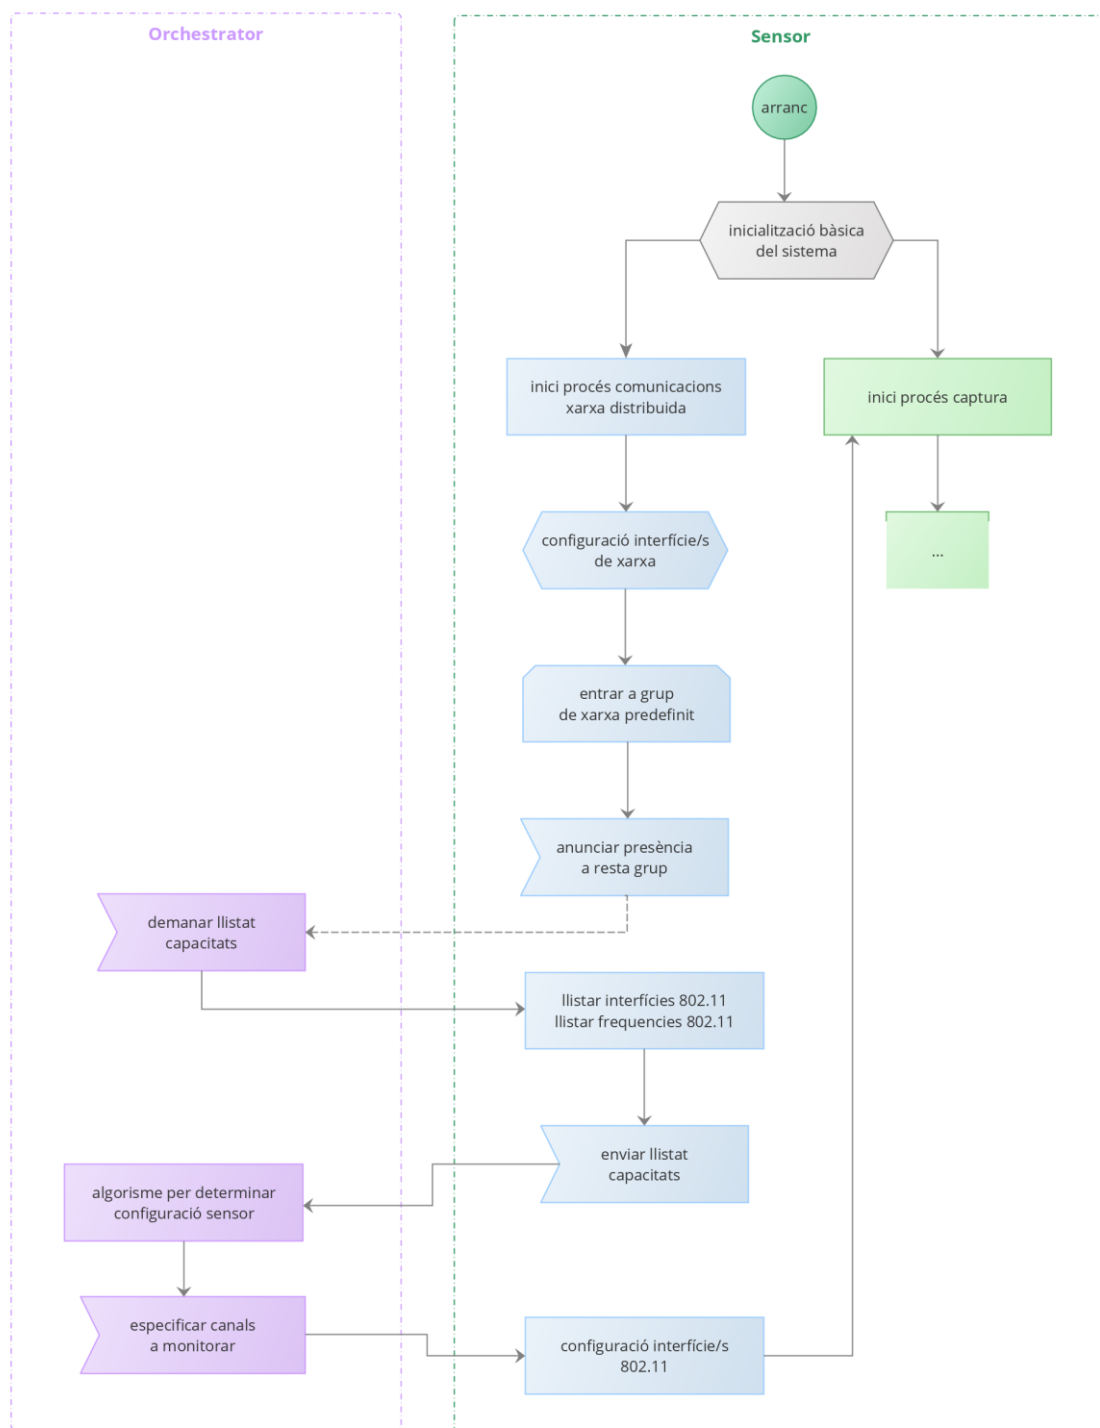 Orchestrator
Sensor
arranc
inicialització bàsica
del sistema
inici procés comunicacions
xarxa distribuida
inici procés captura
configuració interfície/s
de xarxa
...
entrar a grup
de xarxa predefinit
anunciar presència
a resta grup
demanar llistat
capacitats
llistar interfícies 802.11
llistar frequencies 802.11
enviar llistat
capacitats
algorisme per determinar
configuració sensor
especificar canals
a monitorar
configuració interfície/s
802.11